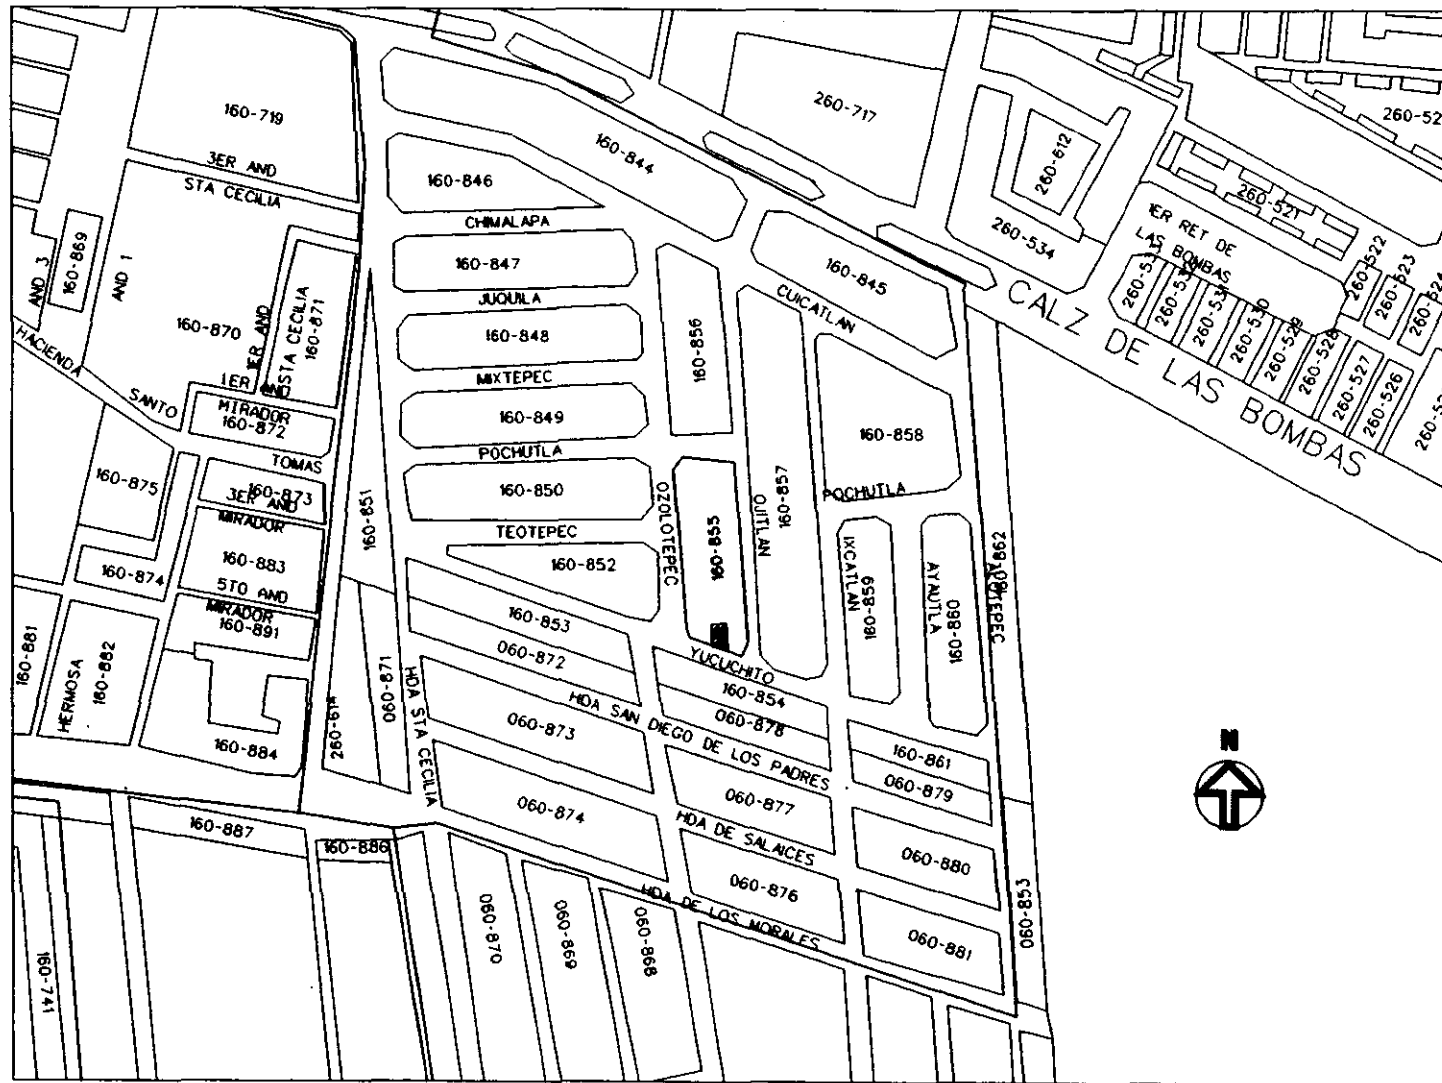 160-719
3ER AND
STA CECILIA
160-869
AND 3
AND 1
160-870
1ER AND
STA CECILIA
160-871
HACIENDA
SANTO
TOMAS
1ER AND
MIRADOR
160-872
160-873
3ER AND
MIRADOR
160-875
160-874
160-883
5TO AND
MIRADOR
160-891
160-881
160-882
HERMOSA
160-884
160-887
160-886
160-741
160-844
160-846
CHIMALAPA
160-847
JUQUILA
160-848
MIXTEPEC
160-849
POCHUTLA
160-850
TEOTEPEC
160-851
160-852
160-853
060-872
060-871
HDA STA CECILIA
060-873
060-874
060-870
060-869
060-868
160-856
OZOLOTEPEC
160-855
OJITLAN
160-857
YUCUCHITO
160-854
060-878
HDA SAN DIEGO DE LOS PADRES
060-877
HDA DE SALAICES
060-876
HDA DE LOS MORALES
160-845
CUICATLAN
160-858
POCHUTLA
IXCATLAN
160-859
AYAUTLA
160-860
160-862
160-861
060-879
060-880
060-881
060-853
260-717
260-612
260-534
CALZ DE LAS BOMBAS
1ER RET DE
LAS BOMBAS
260-521
260-522
260-523
260-524
260-533
260-531
260-530
260-529
260-528
260-527
260-526
N